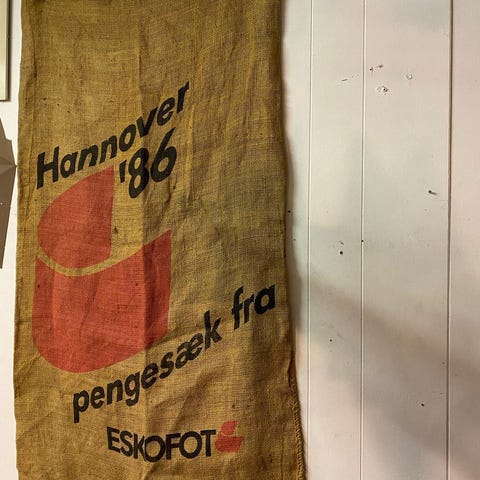 Hannover
'86
pengesæk fra
ESKOFOT